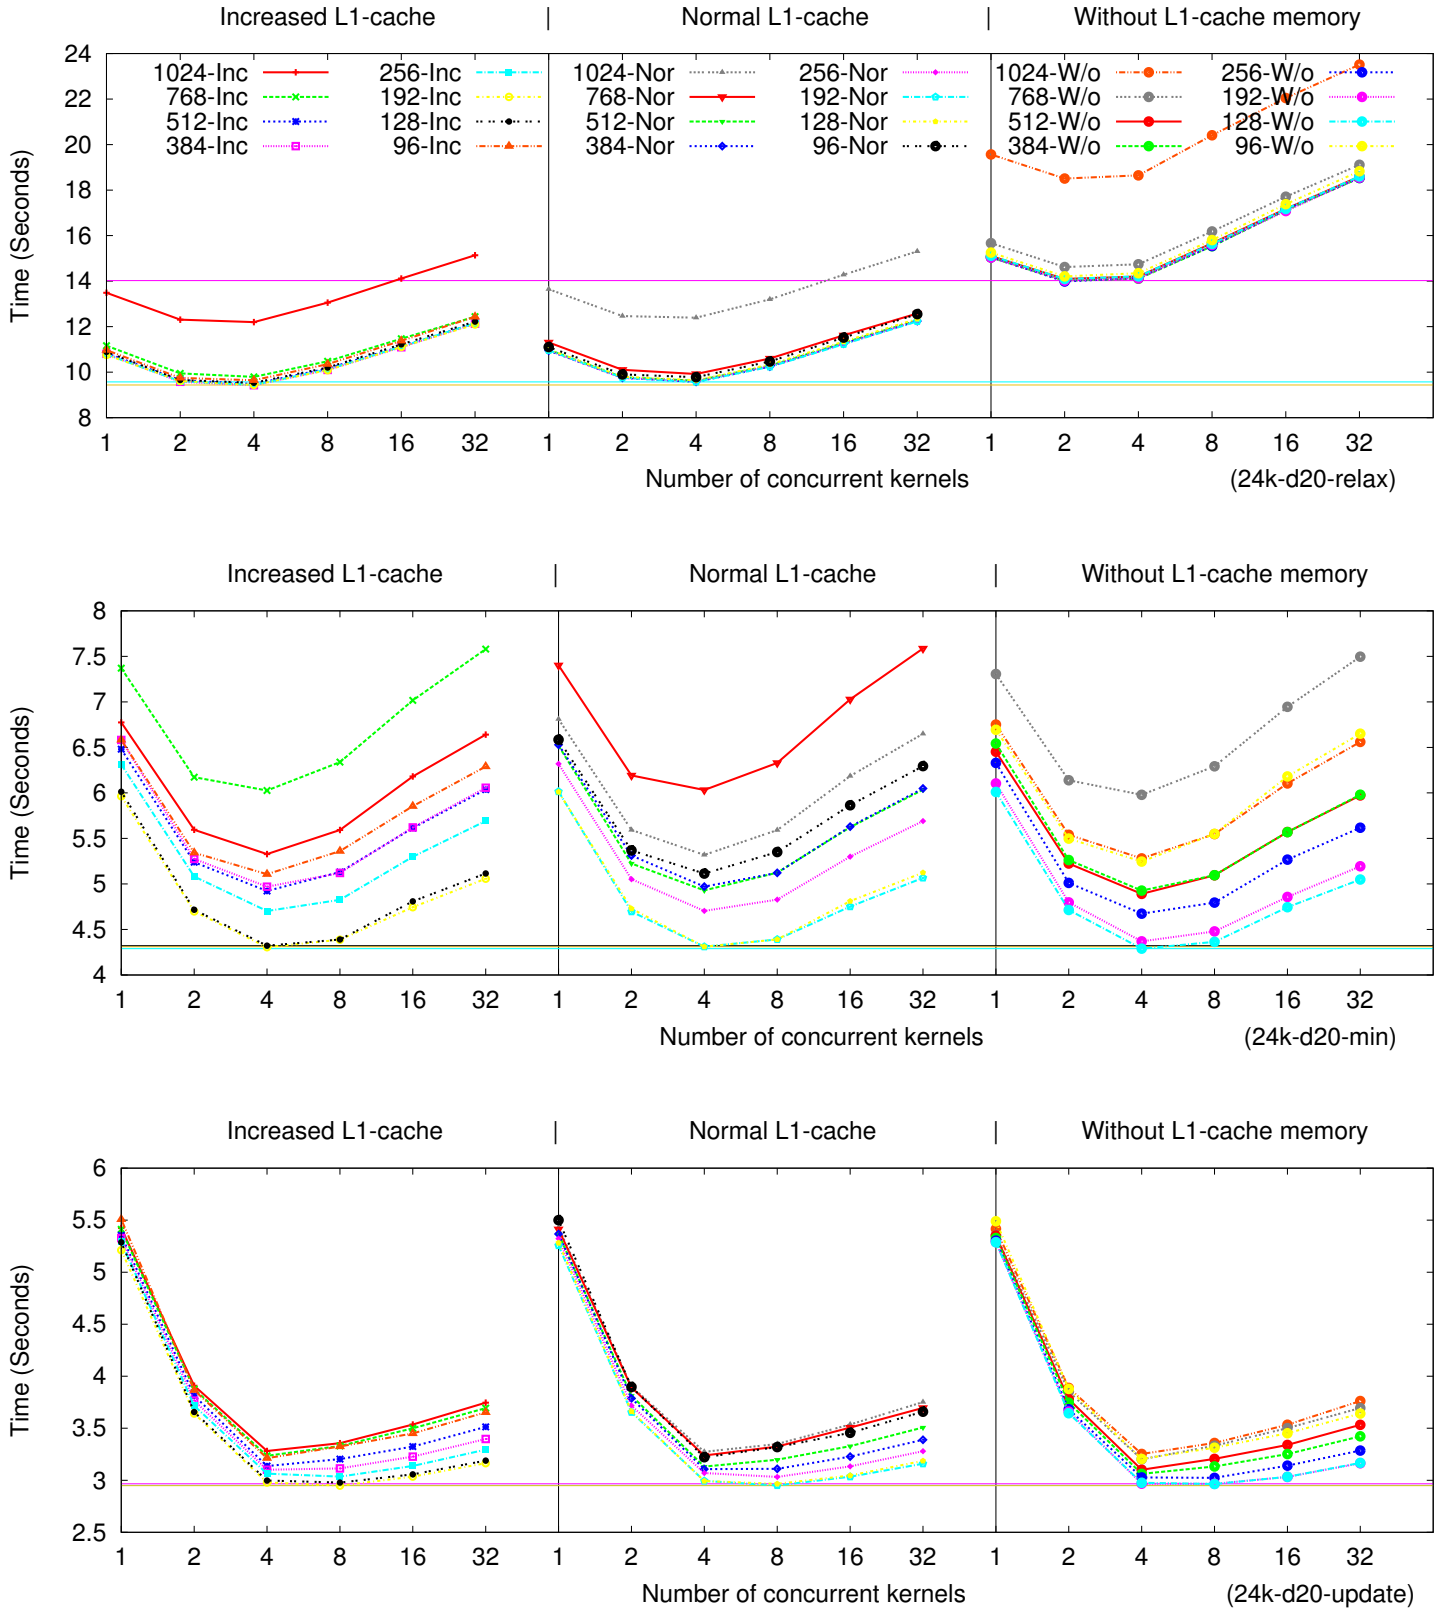 Increased L1-cache | Normal L1-cache | Without L1-cache memory
24
1024-Inc 256-Inc 1024-Nor 256-Nor 1024-W/o 256-W/o
22
768-Inc 192-Inc 768-Nor 192-Nor 768-W/o 192-W/o
512-Inc 128-Inc 512-Nor 128-Nor 512-W/o 128-W/o
20
384-Inc 96-Inc 384-Nor 96-Nor 384-W/o 96-W/o
18
16
14
12
10
8
Time (Seconds)
1 2 4 8 16 32 1 2 4 8 16 32 1 2 4 8 16 32
Number of concurrent kernels (24k-d20-relax)
Increased L1-cache | Normal L1-cache | Without L1-cache memory
8
7.5
7
6.5
6
5.5
5
4.5
4
Time (Seconds)
1 2 4 8 16 32 1 2 4 8 16 32 1 2 4 8 16 32
Number of concurrent kernels (24k-d20-min)
Increased L1-cache | Normal L1-cache | Without L1-cache memory
6
5.5
5
4.5
4
3.5
3
2.5
Time (Seconds)
1 2 4 8 16 32 1 2 4 8 16 32 1 2 4 8 16 32
Number of concurrent kernels (24k-d20-update)